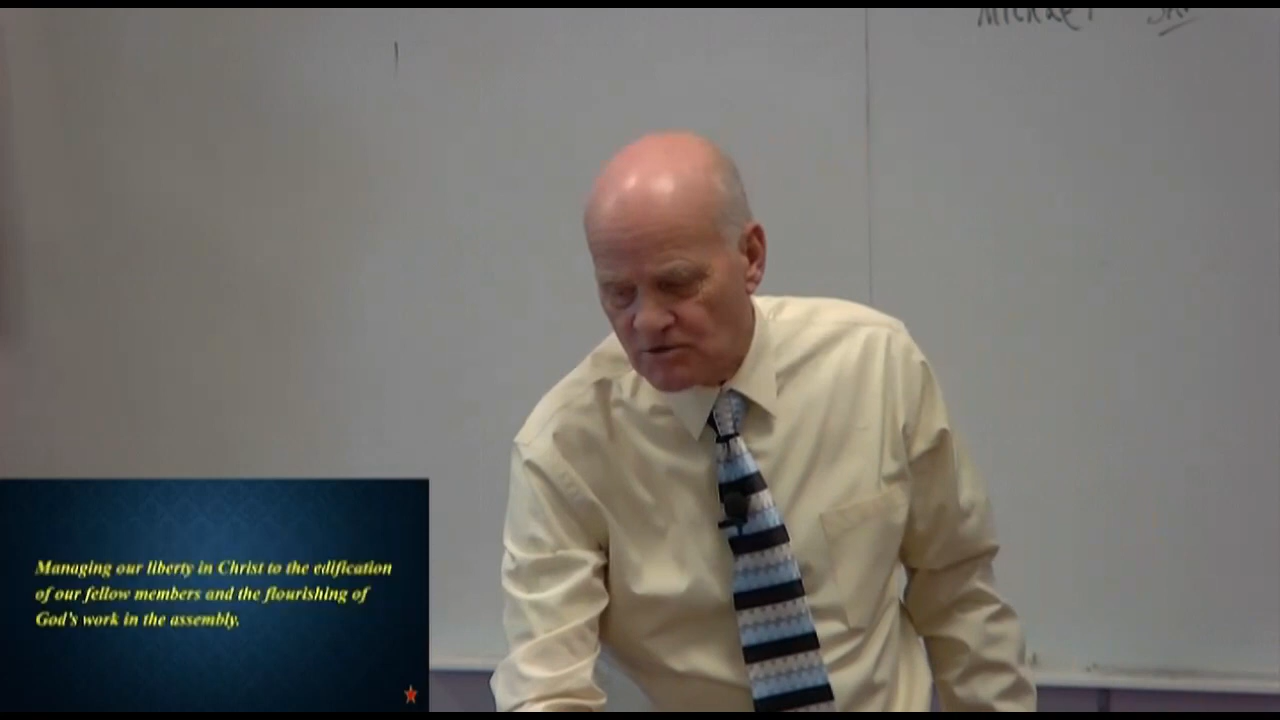 Michael
Managing our liberty in Christ to the edification
of our fellow members and the flourishing of
God's work in the assembly.